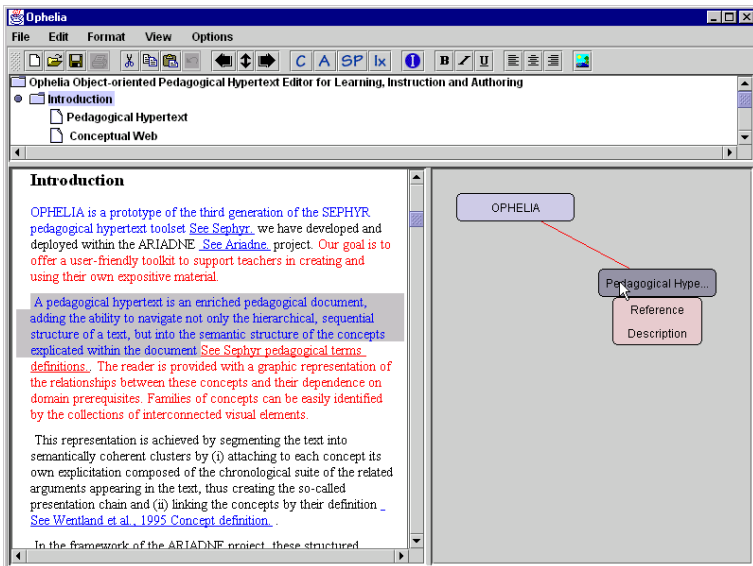 Ophelia
File Edit Format View Options
C A SP Ix i B I U
Ophelia Object-oriented Pedagogical Hypertext Editor for Learning, Instruction and Authoring
Introduction
Pedagogical Hypertext
Conceptual Web
Introduction
OPHELIA is a prototype of the third generation of the SEPHYR
pedagogical hypertext toolset See Sephyr. we have developed and
deployed within the ARIADNE See Ariadne. project. Our goal is to
offer a user-friendly toolkit to support teachers in creating and
using their own expositive material.
A pedagogical hypertext is an enriched pedagogical document,
adding the ability to navigate not only the hierarchical, sequential
structure of a text, but into the semantic structure of the concepts
explicated within the document See Sephyr pedagogical terms
definitions.. The reader is provided with a graphic representation of
the relationships between these concepts and their dependence on
domain prerequisites. Families of concepts can be easily identified
by the collections of interconnected visual elements.
This representation is achieved by segmenting the text into
semantically coherent clusters by (i) attaching to each concept its
own explicitation composed of the chronological suite of the related
arguments appearing in the text, thus creating the so-called
presentation chain and (ii) linking the concepts by their definition
See Wentland et al., 1995 Concept definition. .
In the framework of the ARIADNE project, these structured
OPHELIA
Pedagogical Hype...
Reference
Description